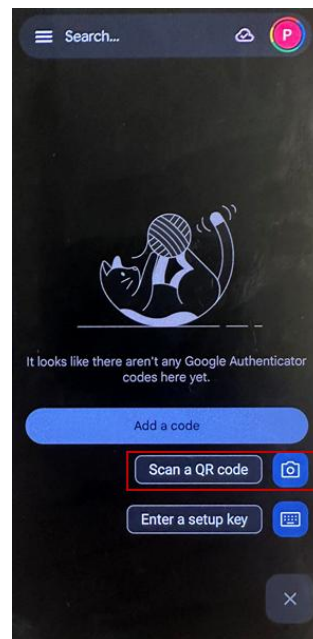 Search...
P
It looks like there aren't any Google Authenticator
codes here yet.
Add a code
Scan a QR code
Enter a setup key